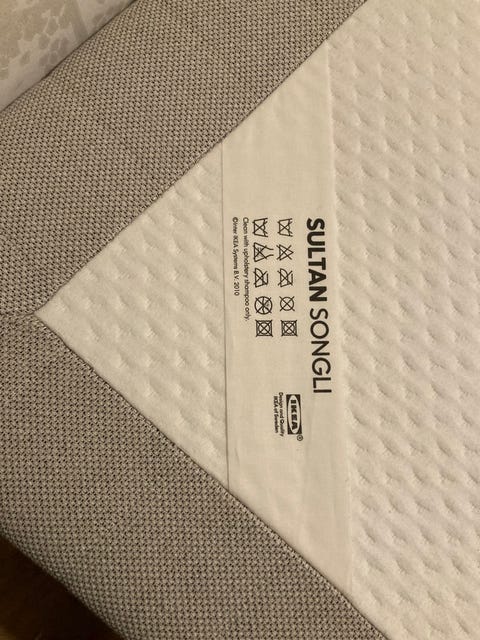 SULTAN SONGLI
Clean with upholstery shampoo only.
©Inter IKEA Systems B.V. 2010
IKEA®
Design and Quality
IKEA of Sweden